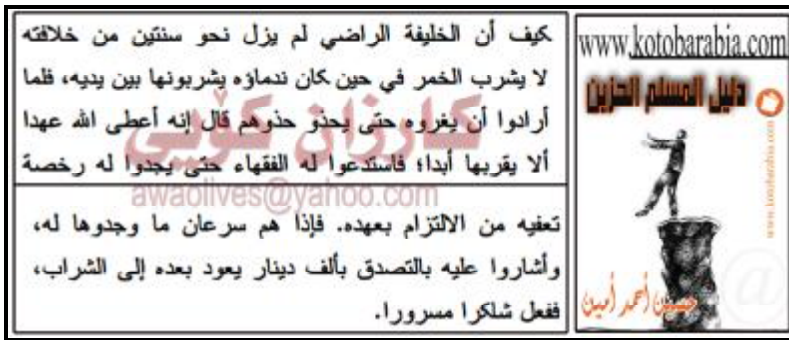 كيف أن الخليفة الراضي لم يزل نحو سنتين من خلافته
لا يشرب الخمر في حين كان ندماؤه يشربونها بين يديه، فلما
أرادوا أن يغروه حتى يحذو حذوهم قال إنه أعطى الله عهدا
ألا يقربها أبدا؛ فاستدعوا له الفقهاء حتى يجدوا له رخصة
تعفيه من الالتزام بعهده. فإذا هم سرعان ما وجدوها له،
وأشاروا عليه بالتصدق بألف دينار يعود بعده إلى الشراب،
ففعل شاكرا مسرورا.
كارزان كۆيى
awaolives@yahoo.com
www.kotobarabia.com
دليل المسلم الحزين
www.kotobarabia.com
حسين أحمد أمين
@